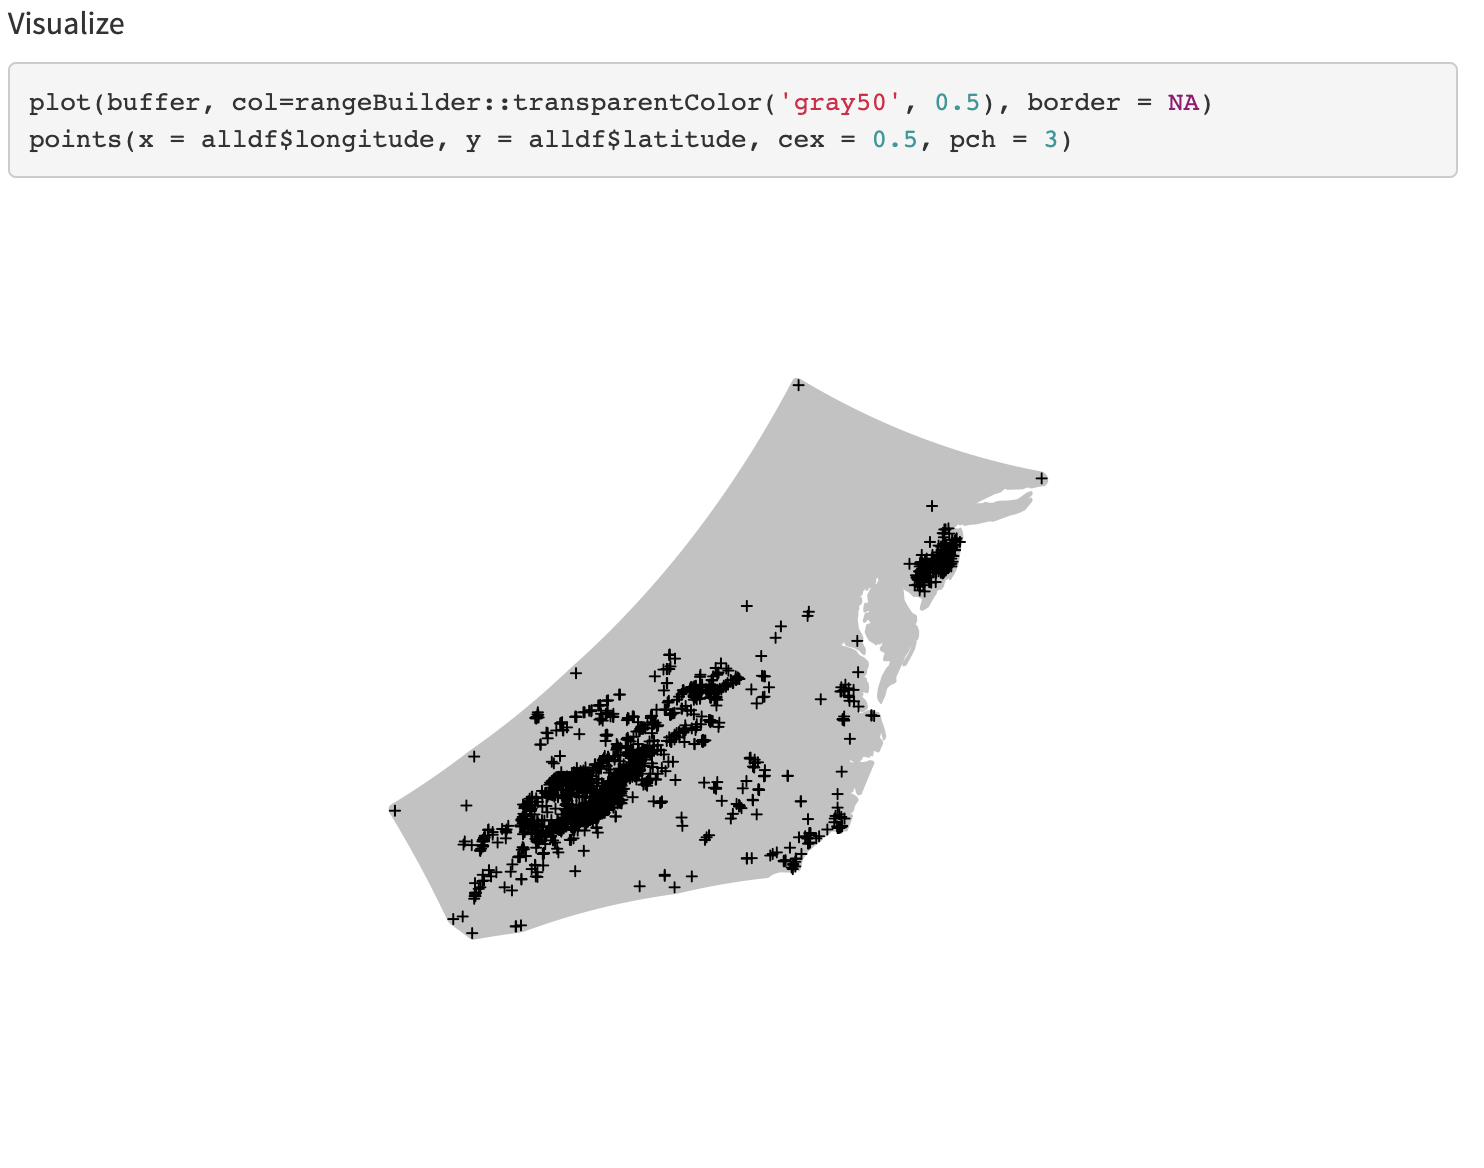 Visualize
plot(buffer, col=rangeBuilder::transparentColor('gray50', 0.5), border = NA)
points(x = alldf$longitude, y = alldf$latitude, cex = 0.5, pch = 3)